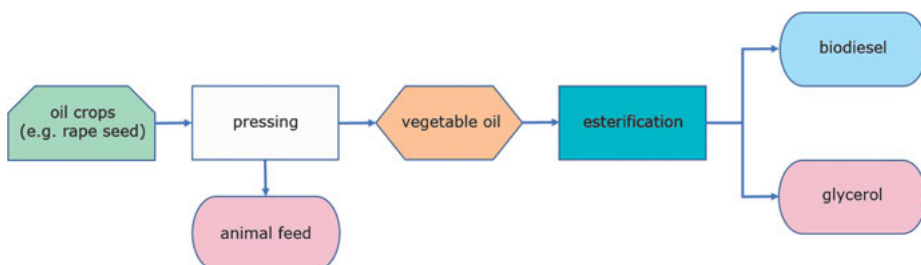 oil crops
(e.g. rape seed)
pressing
vegetable oil
esterification
biodiesel
glycerol
animal feed